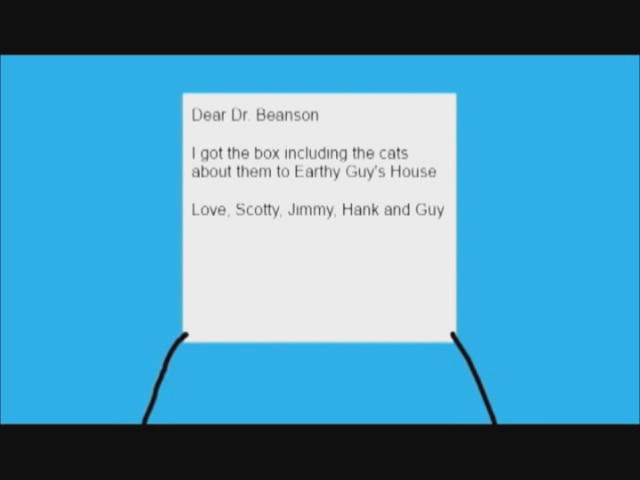 Dear Dr. Beanson
I got the box including the cats
about them to Earthy Guy's House
Love, Scotty, Jimmy, Hank and Guy